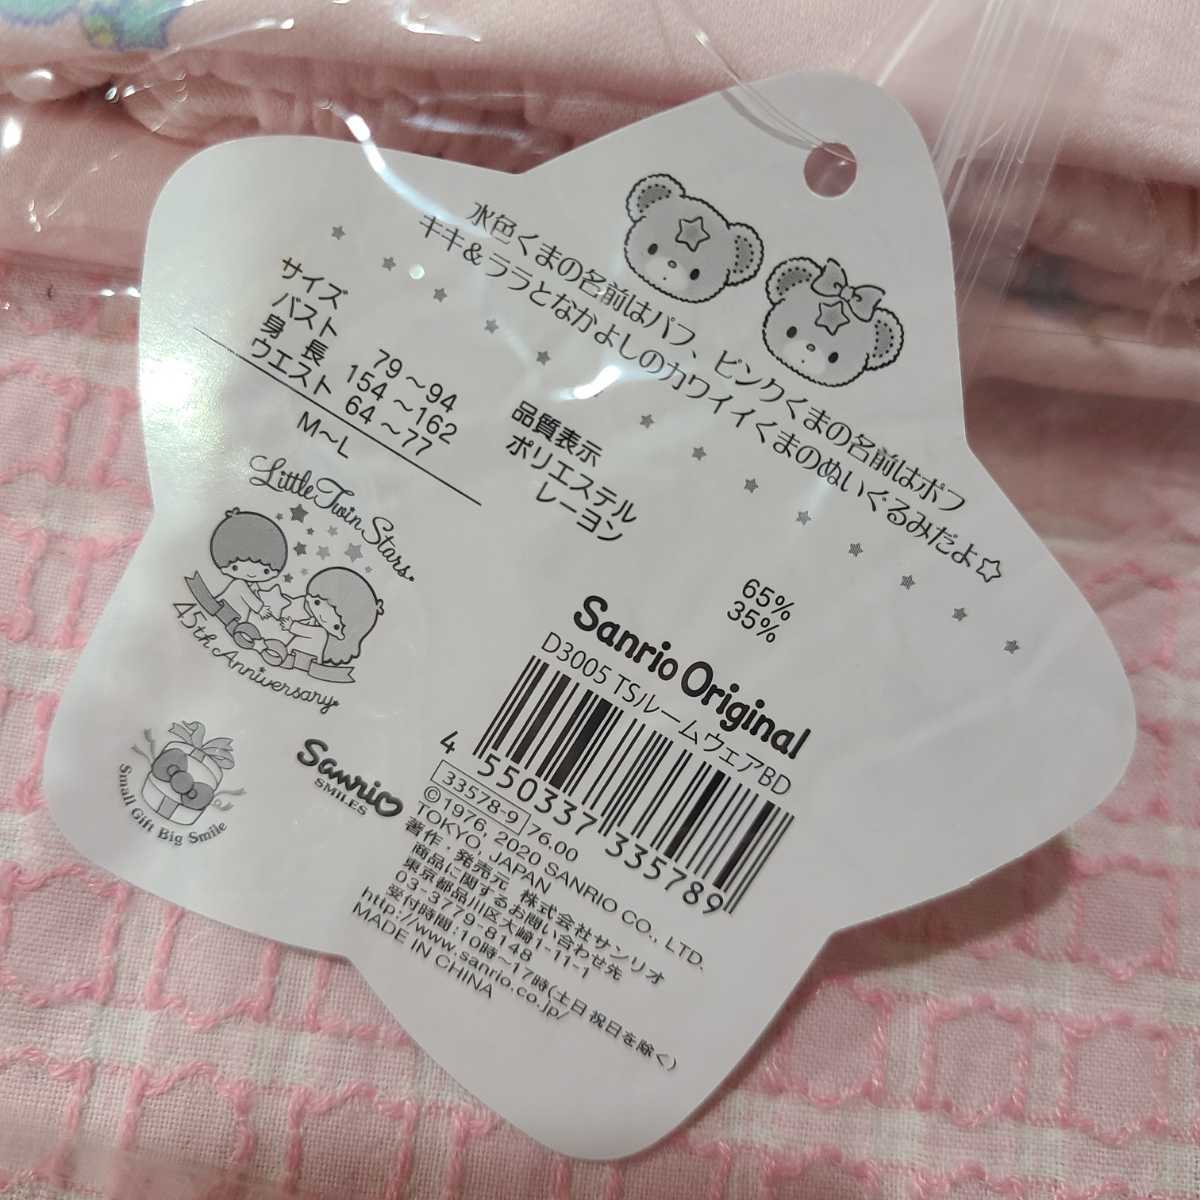 水色くまの名前はパフ、ピンクくまの名前はポフ
キキ&ララとなかよしのカワイイくまのぬいぐるみだよ☆
サイズ
バスト 79～94
身長 154～162
ウエスト 64～77
M～L
品質表示
ポリエステル 65%
レーヨン 35%
Little Twin Stars
45th Anniversary
Small Gift Big Smile
Sanrio
SMILES
Sanrio Original
D3005 TSルームウェアBD
4 550337 335789
33578-9 76.00
©1976, 2020 SANRIO CO., LTD.
TOKYO, JAPAN
著作・発売元 株式会社サンリオ
商品に関するお問い合わせ先
東京都品川区大崎1-11-1
03-3779-8148
受付時間:10時～17時(土日祝日を除く)
http://www.sanrio.co.jp/
MADE IN CHINA